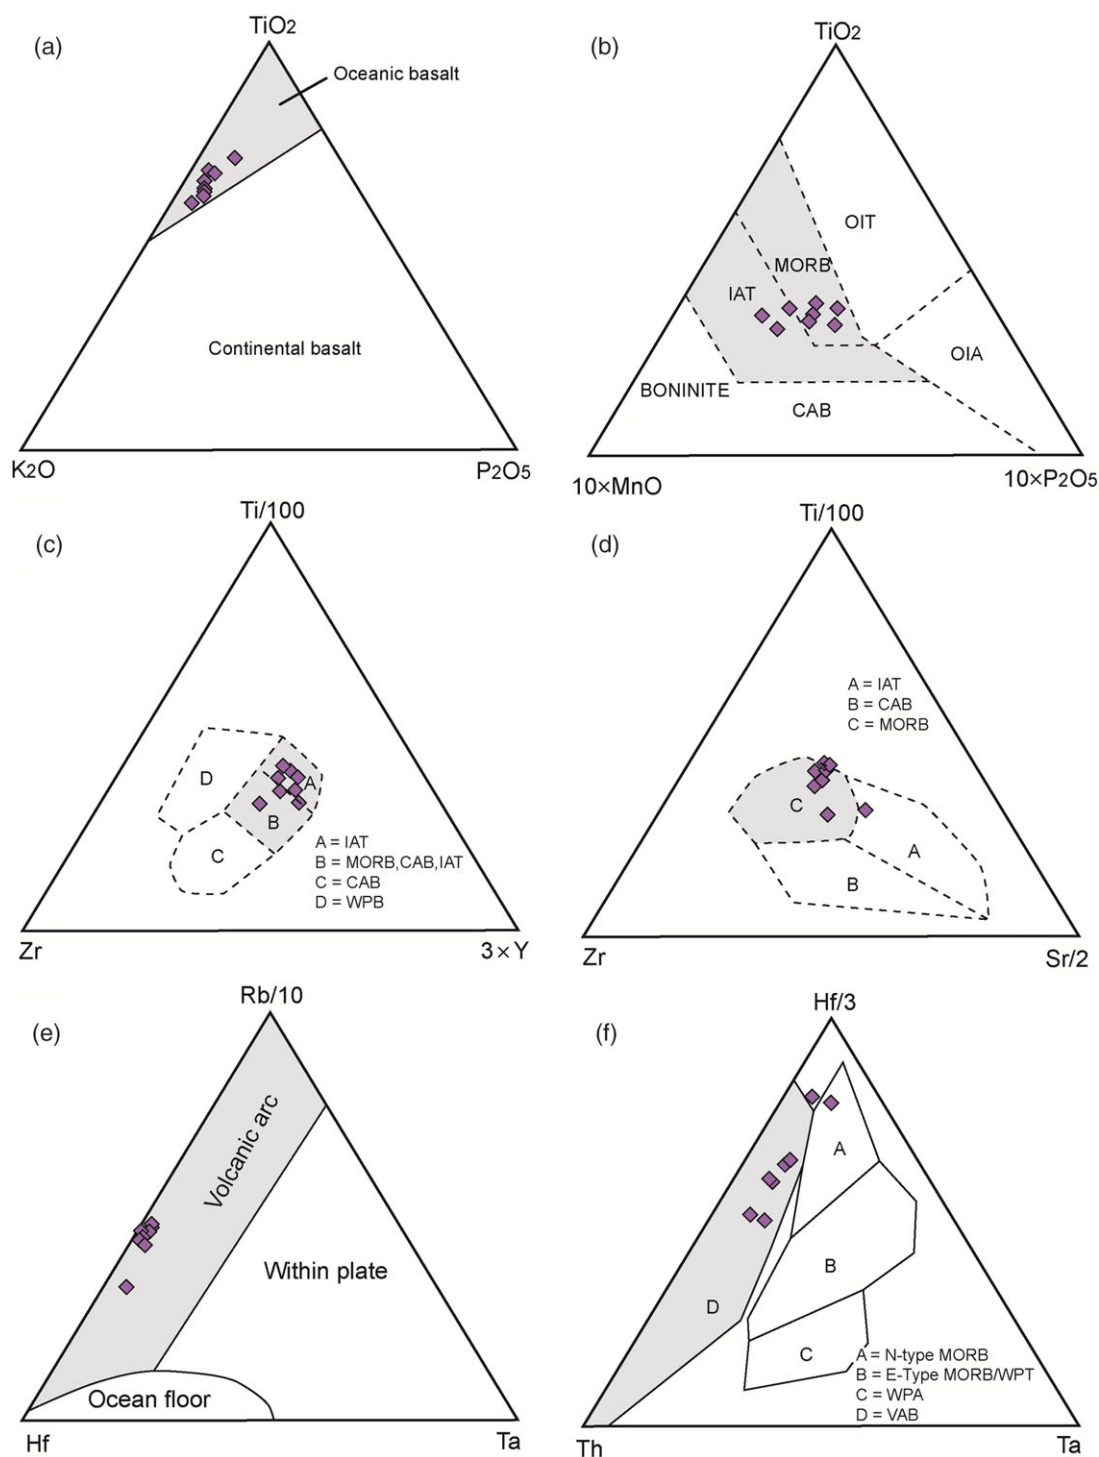 (a)
TiO2
Oceanic basalt
Continental basalt
K2O
P2O5
(b)
TiO2
OIT
MORB
IAT
OIA
BONINITE
CAB
10×MnO
10×P2O5
(c)
Ti/100
D
A
B
C
A = IAT
B = MORB,CAB,IAT
C = CAB
D = WPB
Zr
3×Y
(d)
Ti/100
A = IAT
B = CAB
C = MORB
C
A
B
Zr
Sr/2
(e)
Rb/10
Volcanic arc
Within plate
Ocean floor
Hf
Ta
(f)
Hf/3
A
B
D
C
A = N-type MORB
B = E-Type MORB/WPT
C = WPA
D = VAB
Th
Ta